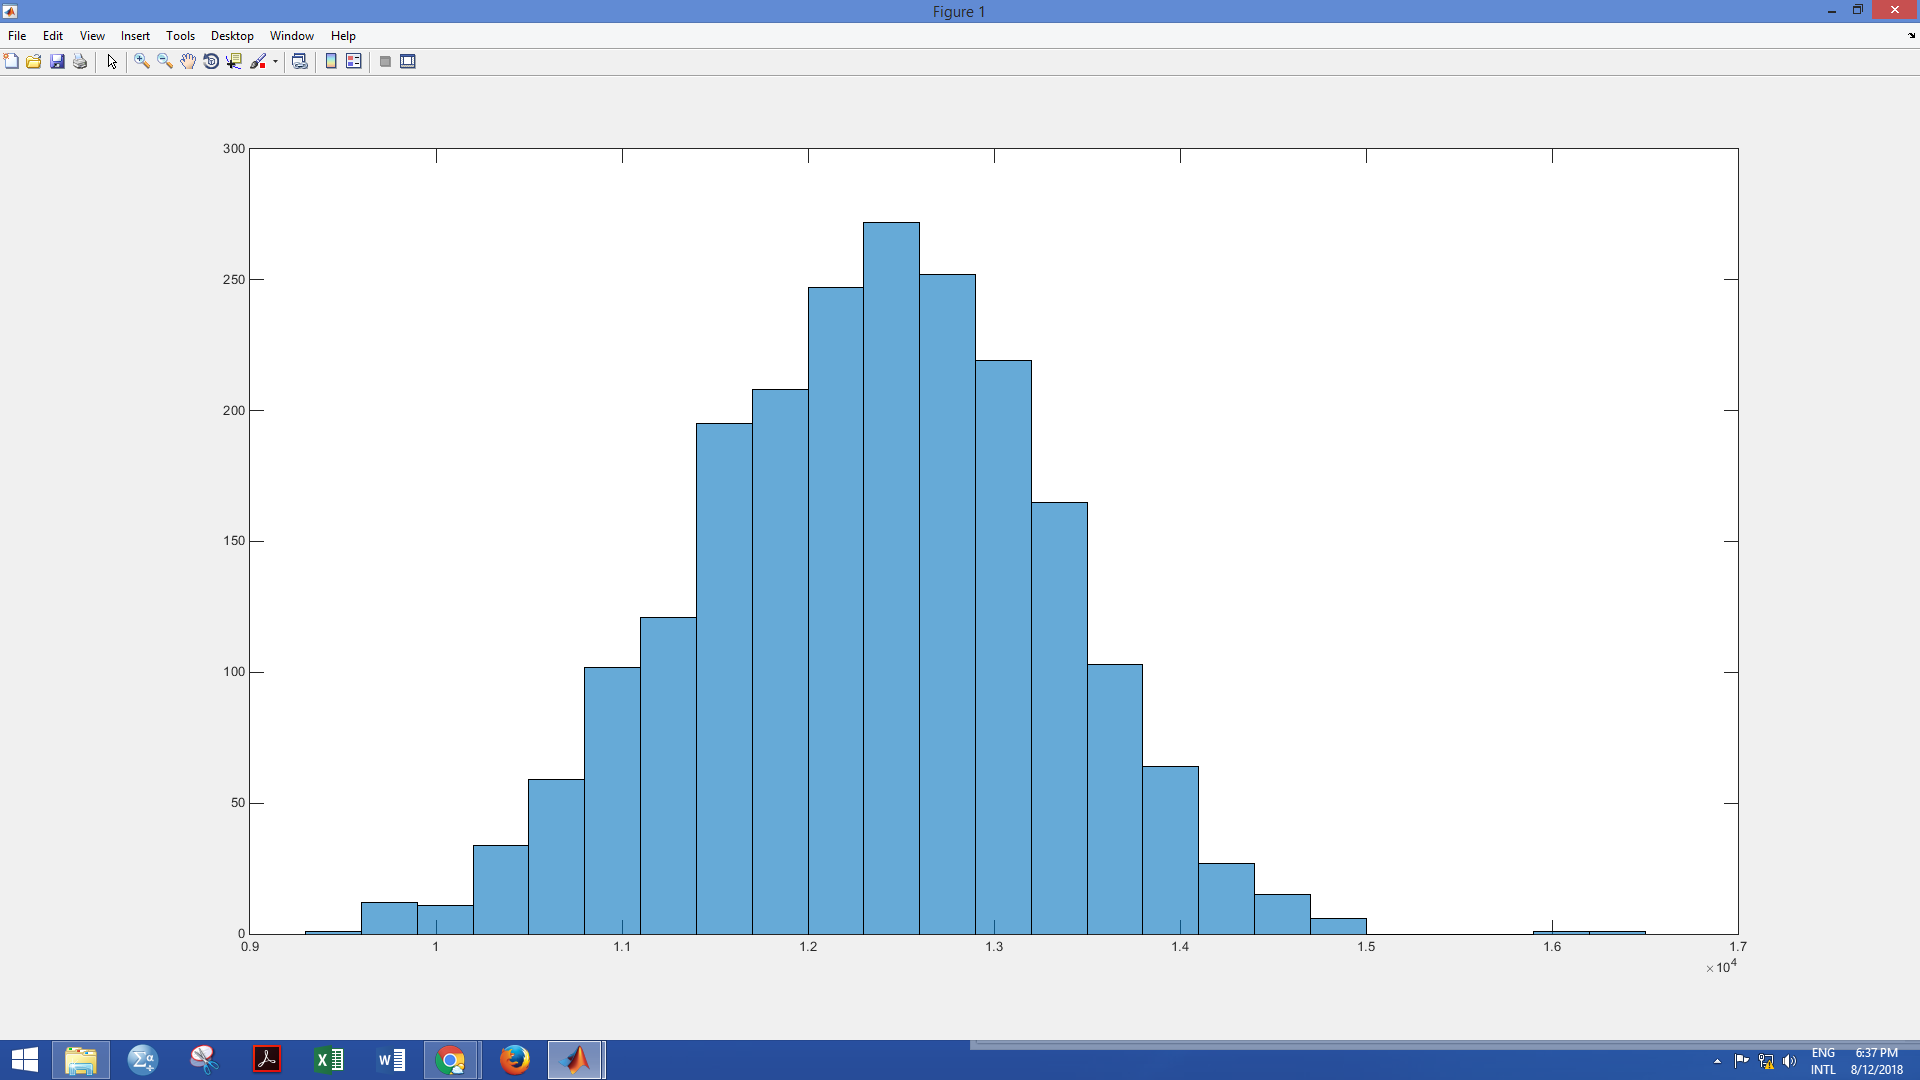 Figure 1
File Edit View Insert Tools Desktop Window Help
300
250
200
150
100
50
0
0.9 1 1.1 1.2 1.3 1.4 1.5 1.6 1.7
×10⁴
ENG 6:37 PM
INTL 8/12/2018